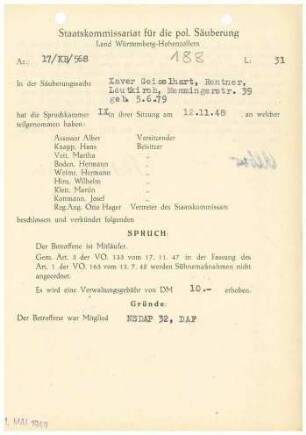 Staatskommissariat für die pol. Säuberung
Land Württemberg-Hohenzollern
Az.: 17/KB/568 188 L: 31
In der Säuberungssache: Xaver Geiselhart, Rentner,
Leutkirch, Memmingerstr. 39
geb. 5.6.79
hat die Spruchkammer IX in ihrer Sitzung am 12.11.48, an welcher
teilgenommen haben:
Assessor Alber Vorsitzender
Knapp, Hans Beisitzer
Veit, Martha "
Boden, Hermann "
Weime, Hermann "
Hirn, Wilhelm "
Klett, Martin "
Kottmann, Josef "
Reg.Ang. Otto Hager Vertreter des Staatskommissars
beschlossen und verkündet folgenden
SPRUCH:
Der Betroffene ist Mitläufer.
Gem. Art. 3 der VO. 133 vom 17. 11. 47 in der Fassung des
Art. 1 der VO. 165 vom 13. 7. 48 werden Sühnemaßnahmen nicht
angeordnet.
Es wird eine Verwaltungsgebühr von DM 10.- erhoben.
Gründe:
Der Betroffene war Mitglied NSDAP 32, DAF
1. MAI 1949